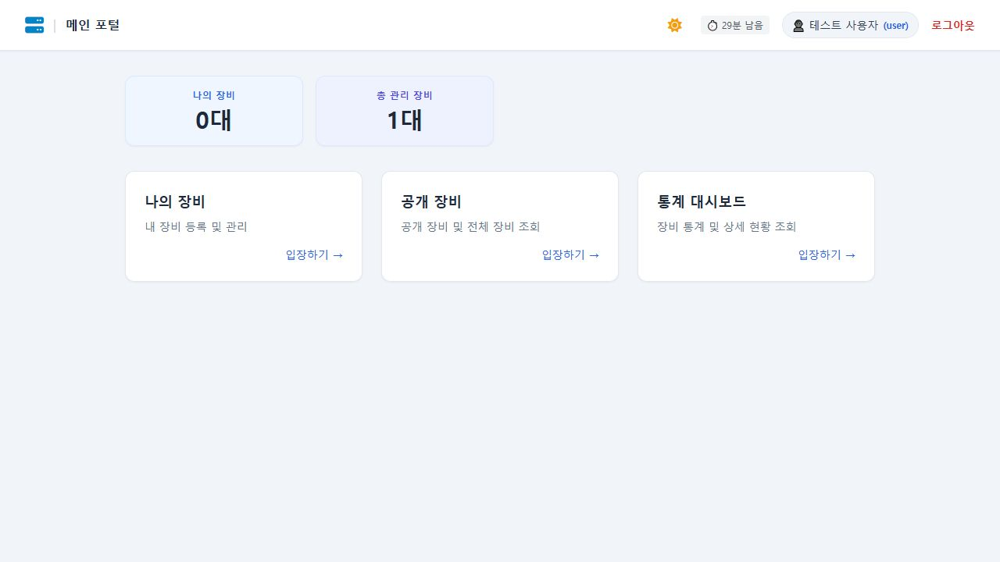 메인 포털
29분 남음
테스트 사용자 (user)
로그아웃
나의 장비
0대
총 관리 장비
1대
나의 장비
내 장비 등록 및 관리
입장하기 →
공개 장비
공개 장비 및 전체 장비 조회
입장하기 →
통계 대시보드
장비 통계 및 상세 현황 조회
입장하기 →